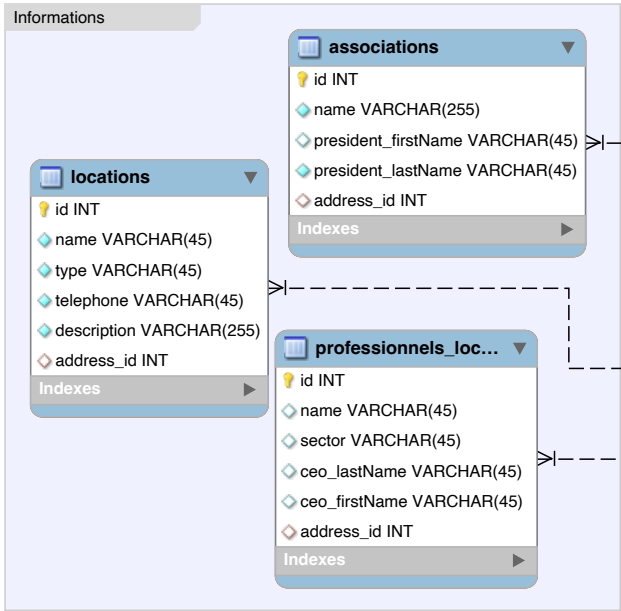 Informations
associations
id INT
name VARCHAR(255)
president_firstName VARCHAR(45)
president_lastName VARCHAR(45)
address_id INT
Indexes
locations
id INT
name VARCHAR(45)
type VARCHAR(45)
telephone VARCHAR(45)
description VARCHAR(255)
address_id INT
Indexes
professionnels_loc...
id INT
name VARCHAR(45)
sector VARCHAR(45)
ceo_lastName VARCHAR(45)
ceo_firstName VARCHAR(45)
address_id INT
Indexes